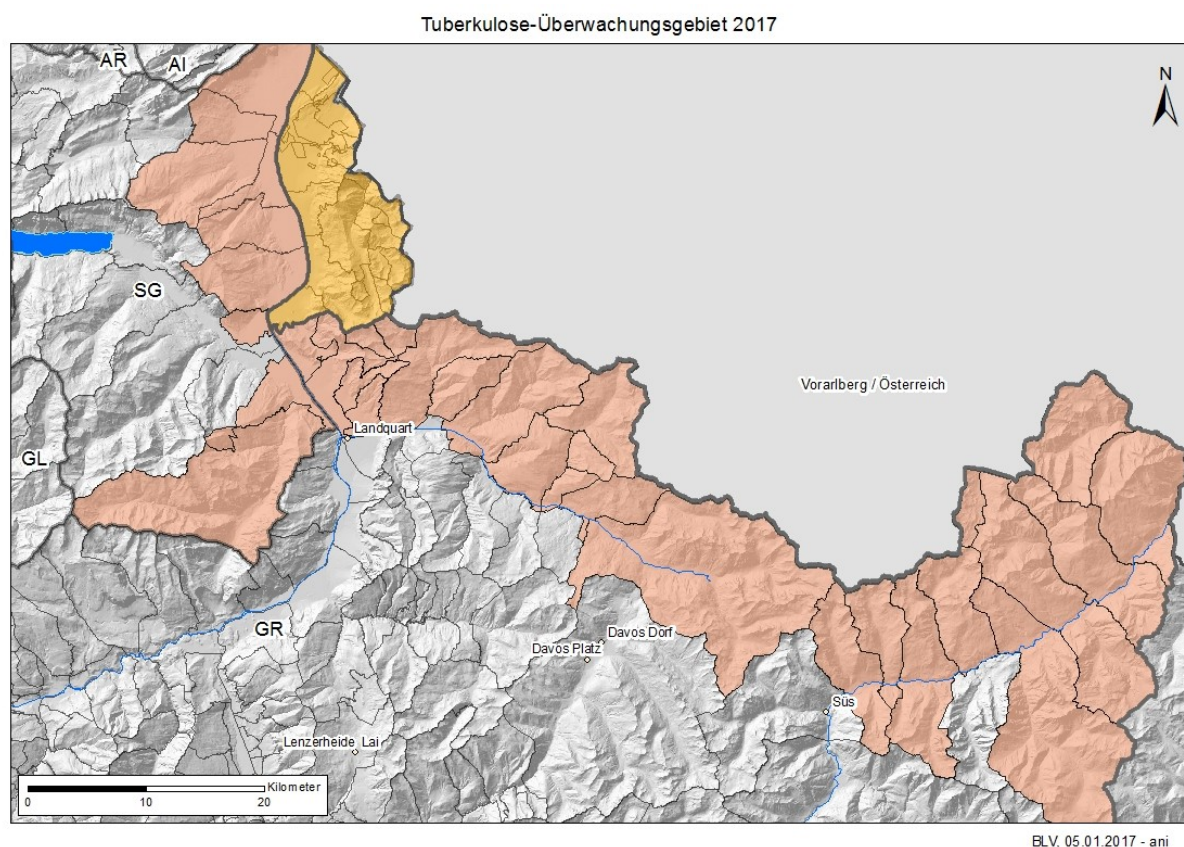 Tuberkulose-Überwachungsgebiet 2017
AR
AI
N
SG
Vorarlberg / Österreich
Landquart
GL
GR
Davos Dorf
Davos Platz
Süs
Lenzerheide Lai
Kilometer
0 10 20
BLV. 05.01.2017 - ani